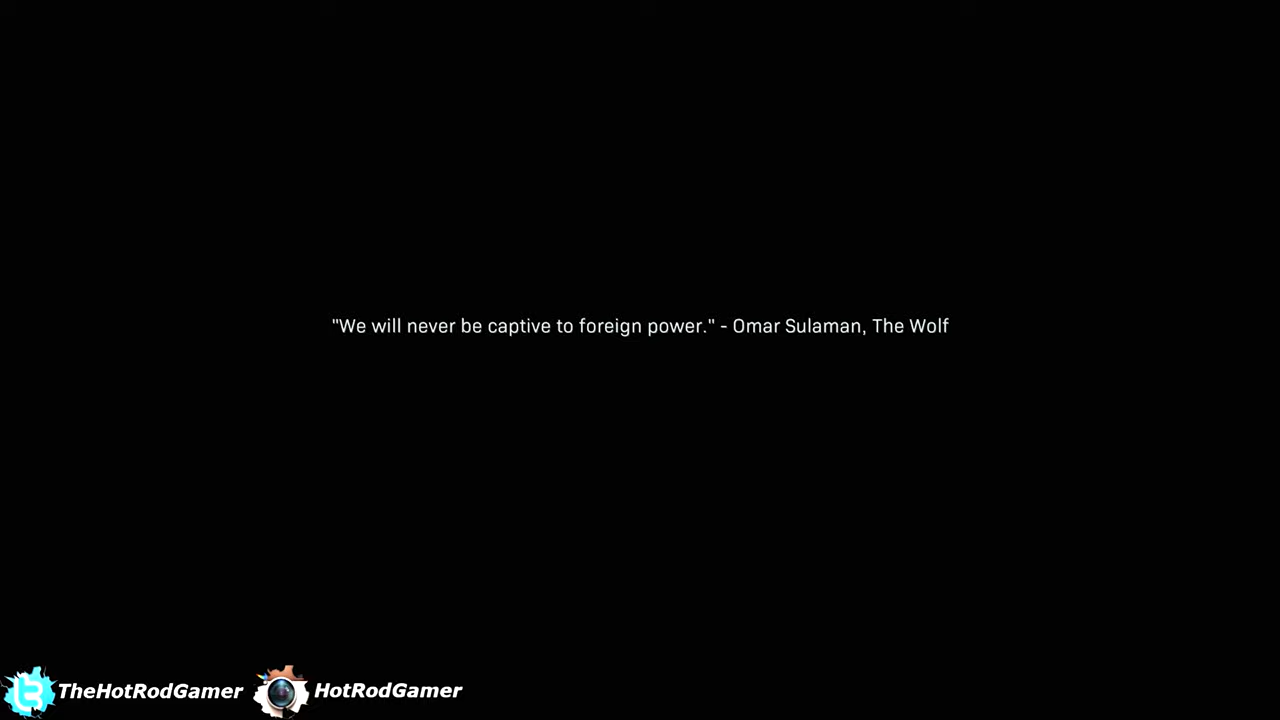 "We will never be captive to foreign power." - Omar Sulaman, The Wolf
TheHotRodGamer
HotRodGamer